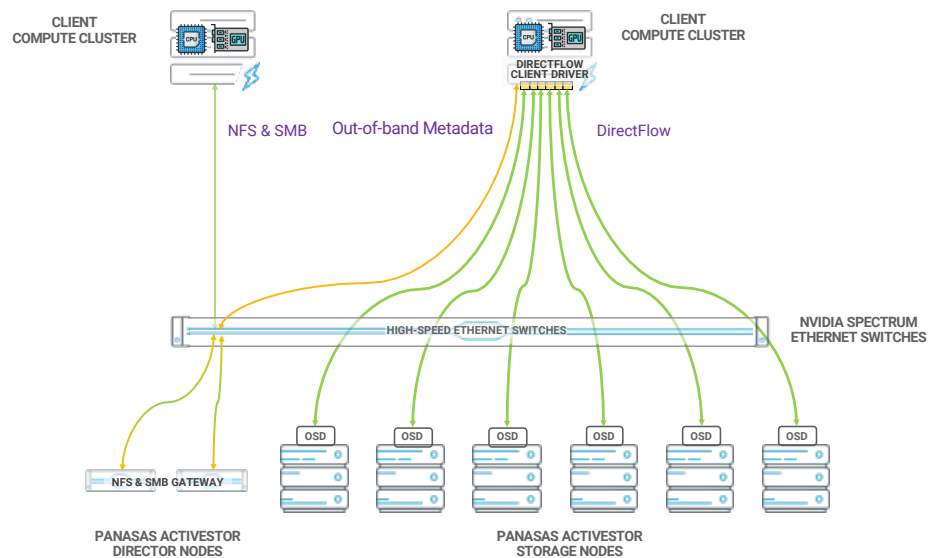 CLIENT
COMPUTE CLUSTER
CPU
GPU
CLIENT
COMPUTE CLUSTER
CPU
GPU
DIRECTFLOW
CLIENT DRIVER
NFS & SMB
Out-of-band Metadata
DirectFlow
HIGH-SPEED ETHERNET SWITCHES
NVIDIA SPECTRUM
ETHERNET SWITCHES
OSD
OSD
OSD
OSD
OSD
OSD
NFS & SMB GATEWAY
PANASAS ACTIVESTOR
DIRECTOR NODES
PANASAS ACTIVESTOR
STORAGE NODES